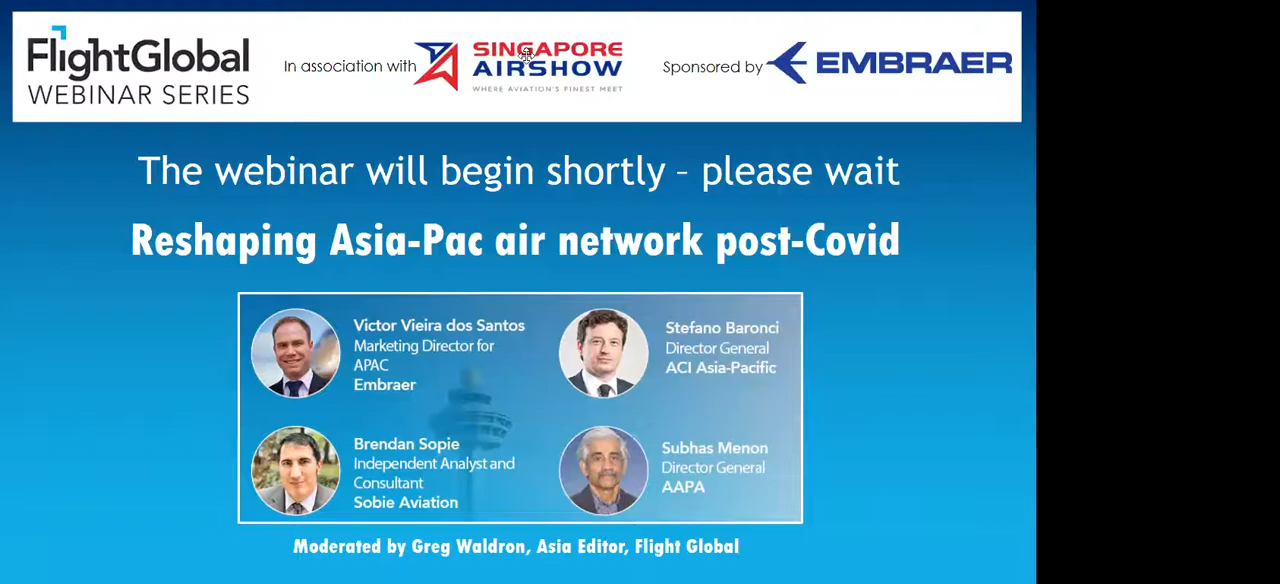 FlightGlobal
WEBINAR SERIES
In association with
SINGAPORE
AIRSHOW
WHERE AVIATION'S FINEST MEET
Sponsored by
EMBRAER
The webinar will begin shortly – please wait
Reshaping Asia-Pac air network post-Covid
Victor Vieira dos Santos
Marketing Director for
APAC
Embraer
Stefano Baronci
Director General
ACI Asia-Pacific
Brendan Sopie
Independent Analyst and
Consultant
Sobie Aviation
Subhas Menon
Director General
AAPA
Moderated by Greg Waldron, Asia Editor, Flight Global